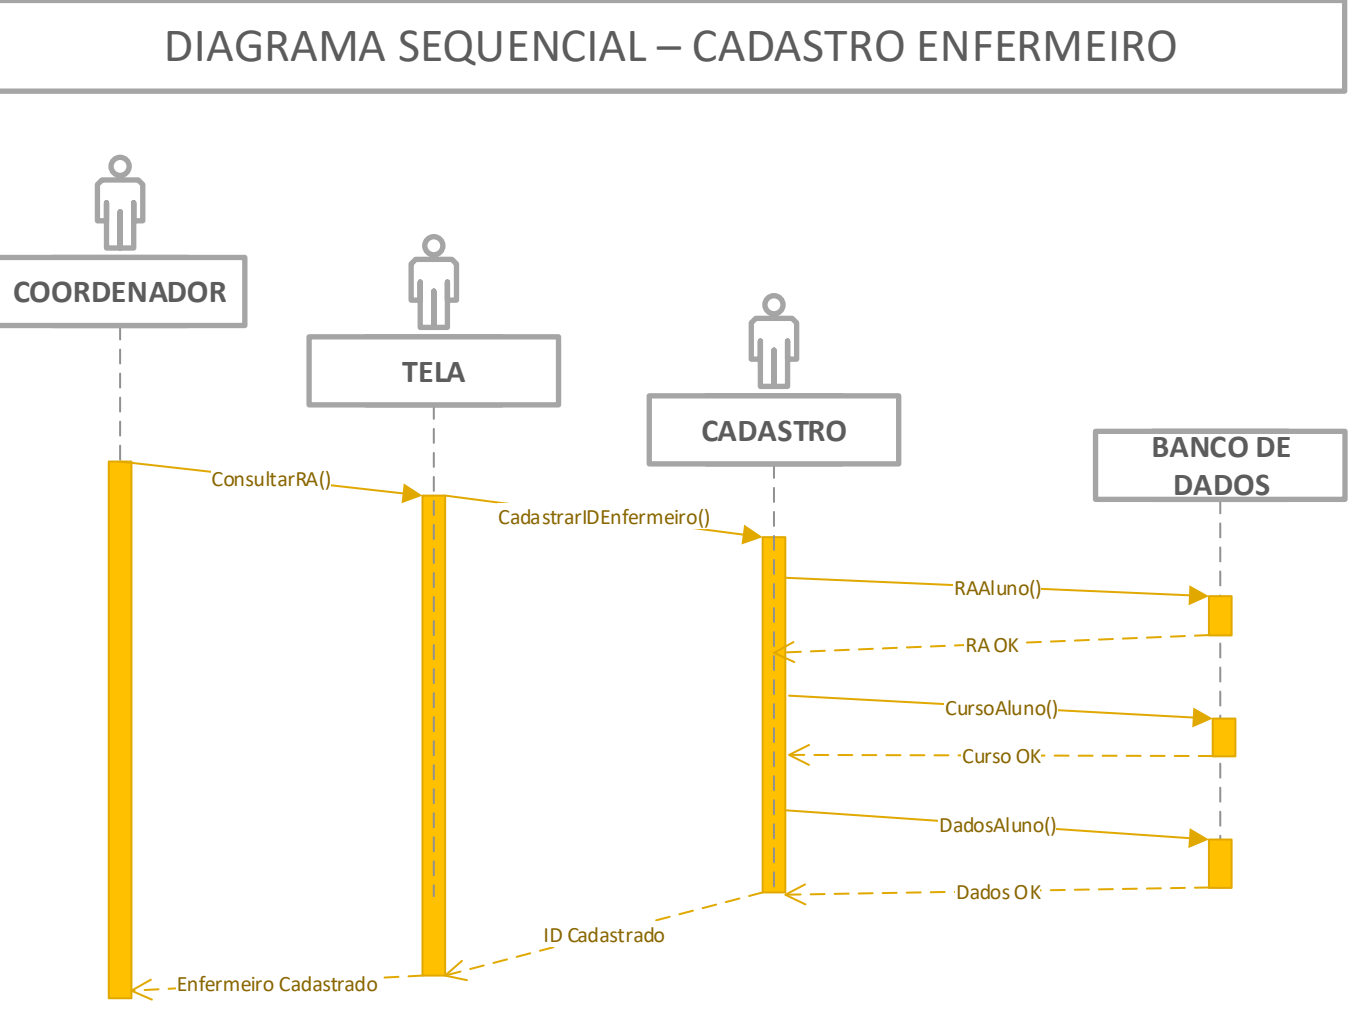 DIAGRAMA SEQUENCIAL – CADASTRO ENFERMEIRO
COORDENADOR
TELA
CADASTRO
BANCO DE
DADOS
ConsultarRA()
CadastrarIDEnfermeiro()
RAAluno()
RA OK
CursoAluno()
Curso OK
DadosAluno()
Dados OK
ID Cadastrado
Enfermeiro Cadastrado